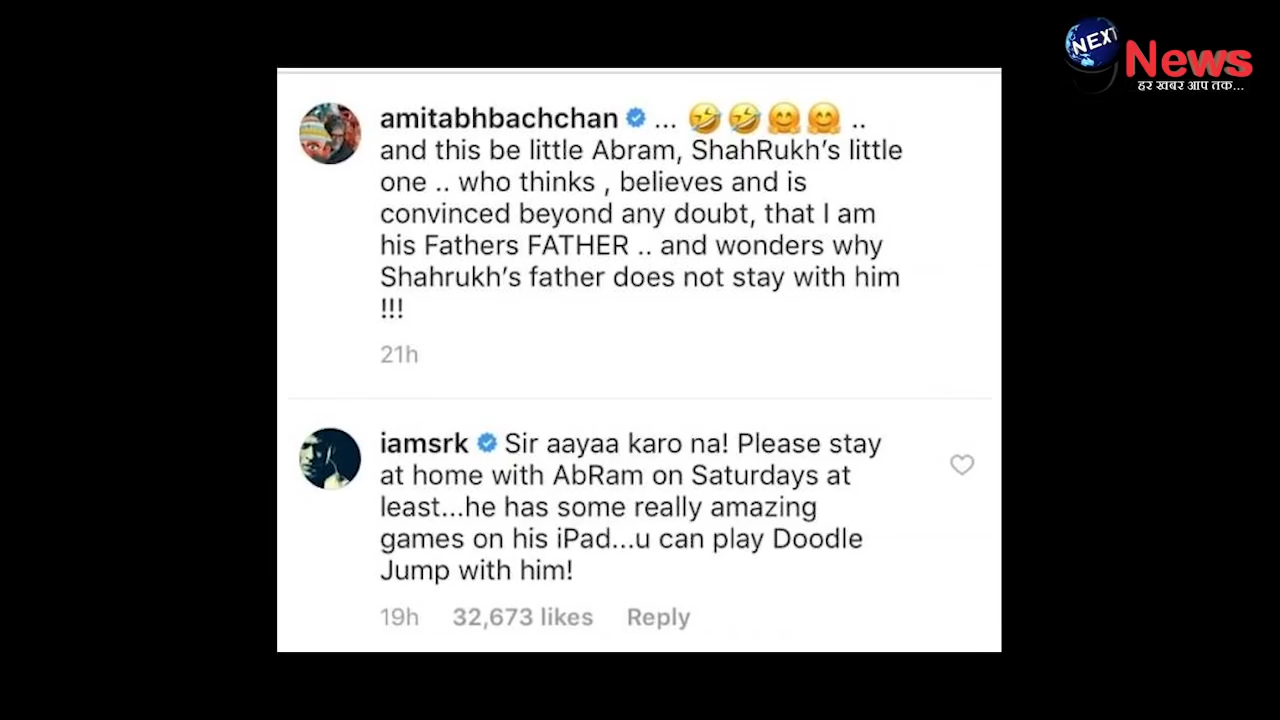 NEXT
News
हर खबर आप तक...
amitabhbachchan ... 🤣🤣🤗🤗 ..
and this be little Abram, ShahRukh’s little
one .. who thinks , believes and is
convinced beyond any doubt, that I am
his Fathers FATHER .. and wonders why
Shahrukh’s father does not stay with him
!!!
21h
iamsrk Sir aayaa karo na! Please stay
at home with AbRam on Saturdays at
least...he has some really amazing
games on his iPad...u can play Doodle
Jump with him!
19h 32,673 likes Reply